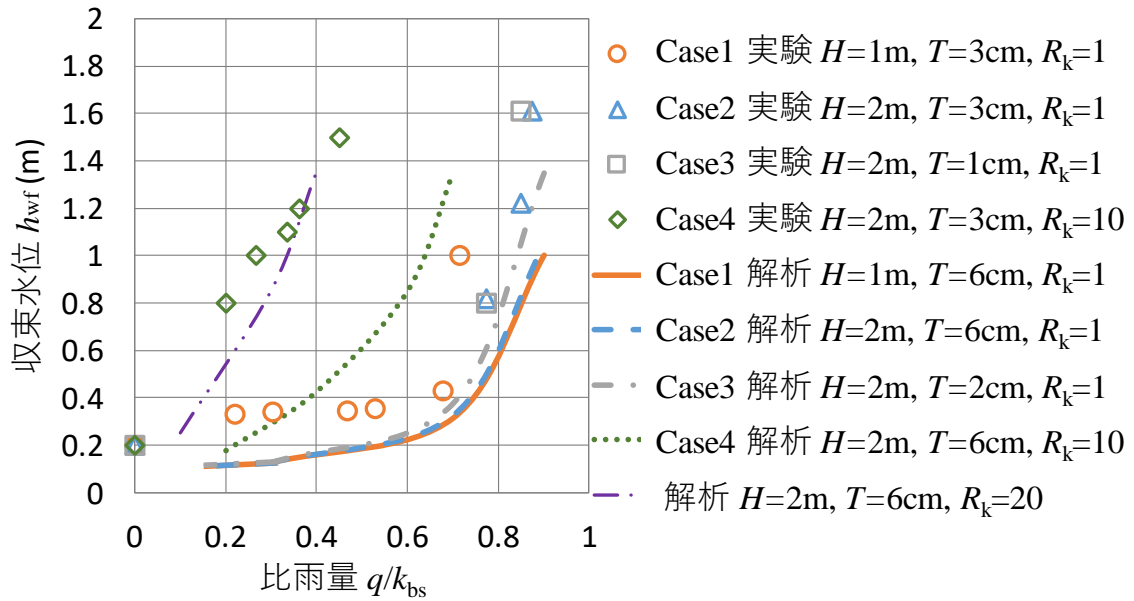 2
1.8
1.6
1.4
1.2
1
0.8
0.6
0.4
0.2
0
収束水位 hwf (m)
0 0.2 0.4 0.6 0.8 1
比雨量 q/kbs
Case1 実験 H=1m, T=3cm, Rk=1
Case2 実験 H=2m, T=3cm, Rk=1
Case3 実験 H=2m, T=1cm, Rk=1
Case4 実験 H=2m, T=3cm, Rk=10
Case1 解析 H=1m, T=6cm, Rk=1
Case2 解析 H=2m, T=6cm, Rk=1
Case3 解析 H=2m, T=2cm, Rk=1
Case4 解析 H=2m, T=6cm, Rk=10
解析 H=2m, T=6cm, Rk=20